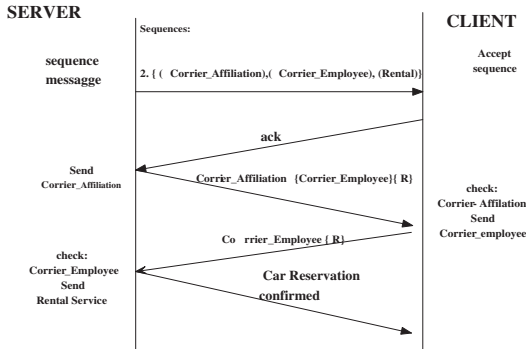 SERVER
CLIENT
Sequences:
Accept
sequence
sequence
messagge
2. { ( Corrier_Affiliation),( Corrier_Employee), (Rental)}
ack
Send
Corrier_Affiliation
Corrier_Affiliation {Corrier_Employee}{ R}
check:
Corrier- Affilation
Send
Corrier_employee
Co rrier_Employee { R}
check:
Corrier_Employee
Send
Rental Service
Car Reservation
confirmed